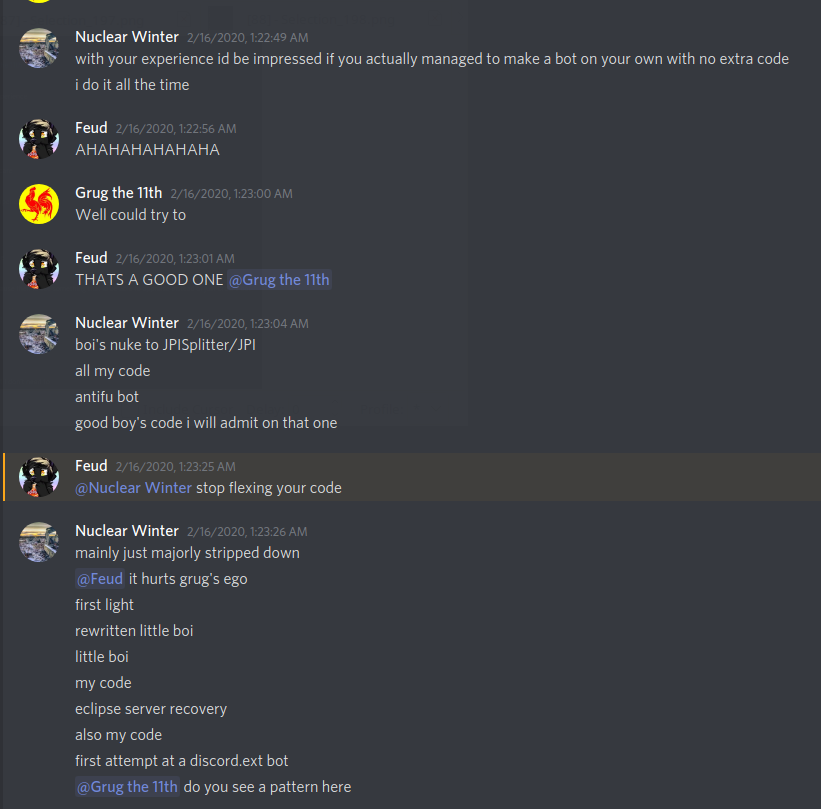 Nuclear Winter 2/16/2020, 1:22:49 AM
with your experience id be impressed if you actually managed to make a bot on your own with no extra code
i do it all the time
Feud 2/16/2020, 1:22:56 AM
AHAHAHAHAHAHA
Grug the 11th 2/16/2020, 1:23:00 AM
Well could try to
Feud 2/16/2020, 1:23:01 AM
THATS A GOOD ONE @Grug the 11th
Nuclear Winter 2/16/2020, 1:23:04 AM
boi's nuke to JPISplitter/JPI
all my code
antifu bot
good boy's code i will admit on that one
Feud 2/16/2020, 1:23:25 AM
@Nuclear Winter stop flexing your code
Nuclear Winter 2/16/2020, 1:23:26 AM
mainly just majorly stripped down
@Feud it hurts grug's ego
first light
rewritten little boi
little boi
my code
eclipse server recovery
also my code
first attempt at a discord.ext bot
@Grug the 11th do you see a pattern here